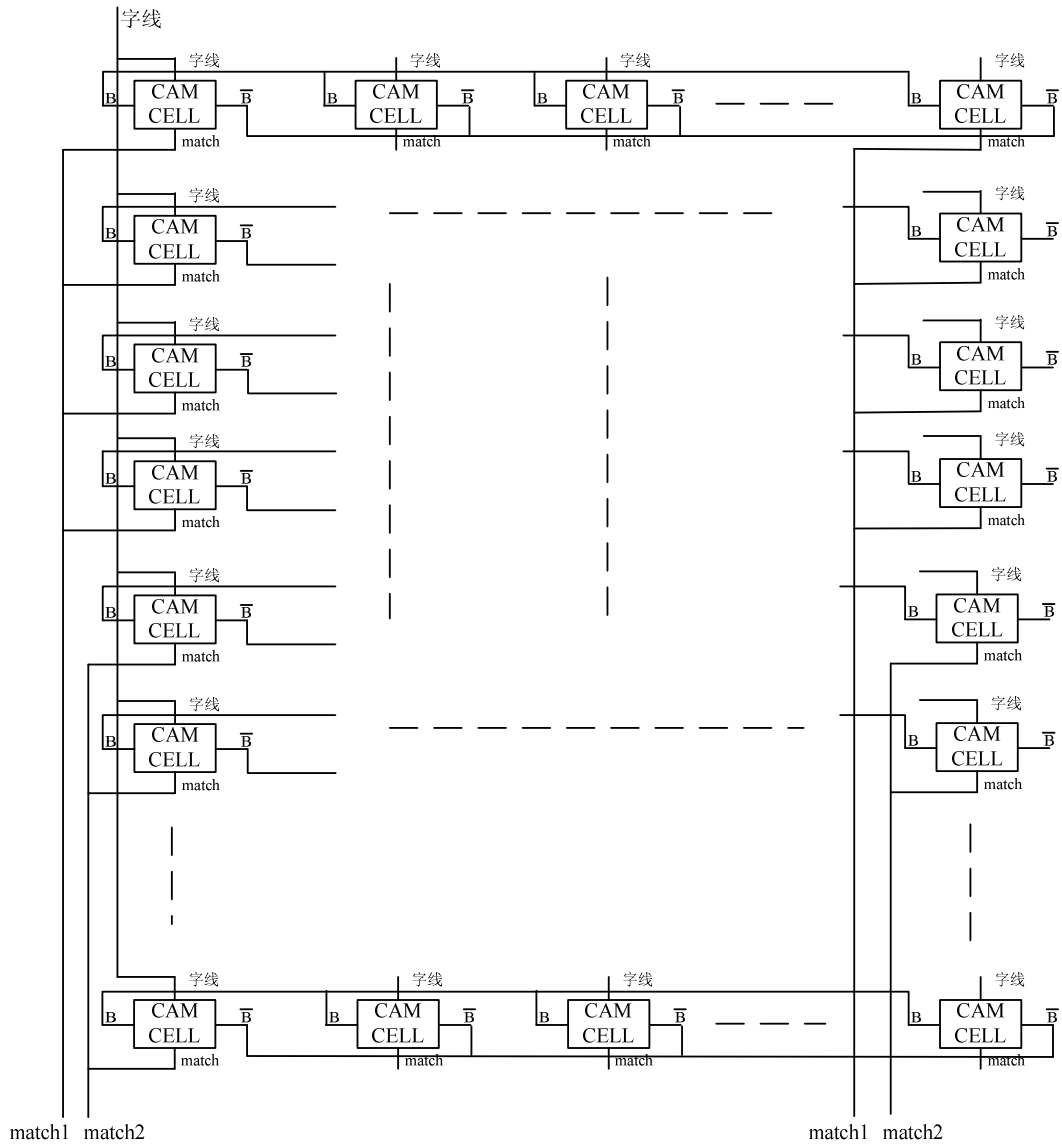 字线
字线 字线 字线 字线
B CAM CELL B̅ B CAM CELL B̅ B CAM CELL B̅ B CAM CELL B̅
match match match match
字线 字线
B CAM CELL B̅ B CAM CELL B̅
match match
字线 字线
B CAM CELL B̅ B CAM CELL B̅
match match
字线 字线
B CAM CELL B̅ B CAM CELL B̅
match match
字线 字线
B CAM CELL B̅ B CAM CELL B̅
match match
字线 字线
B CAM CELL B̅ B CAM CELL B̅
match match
字线 字线 字线 字线
B CAM CELL B̅ B CAM CELL B̅ B CAM CELL B̅ B CAM CELL B̅
match match match match
match1 match2 match1 match2